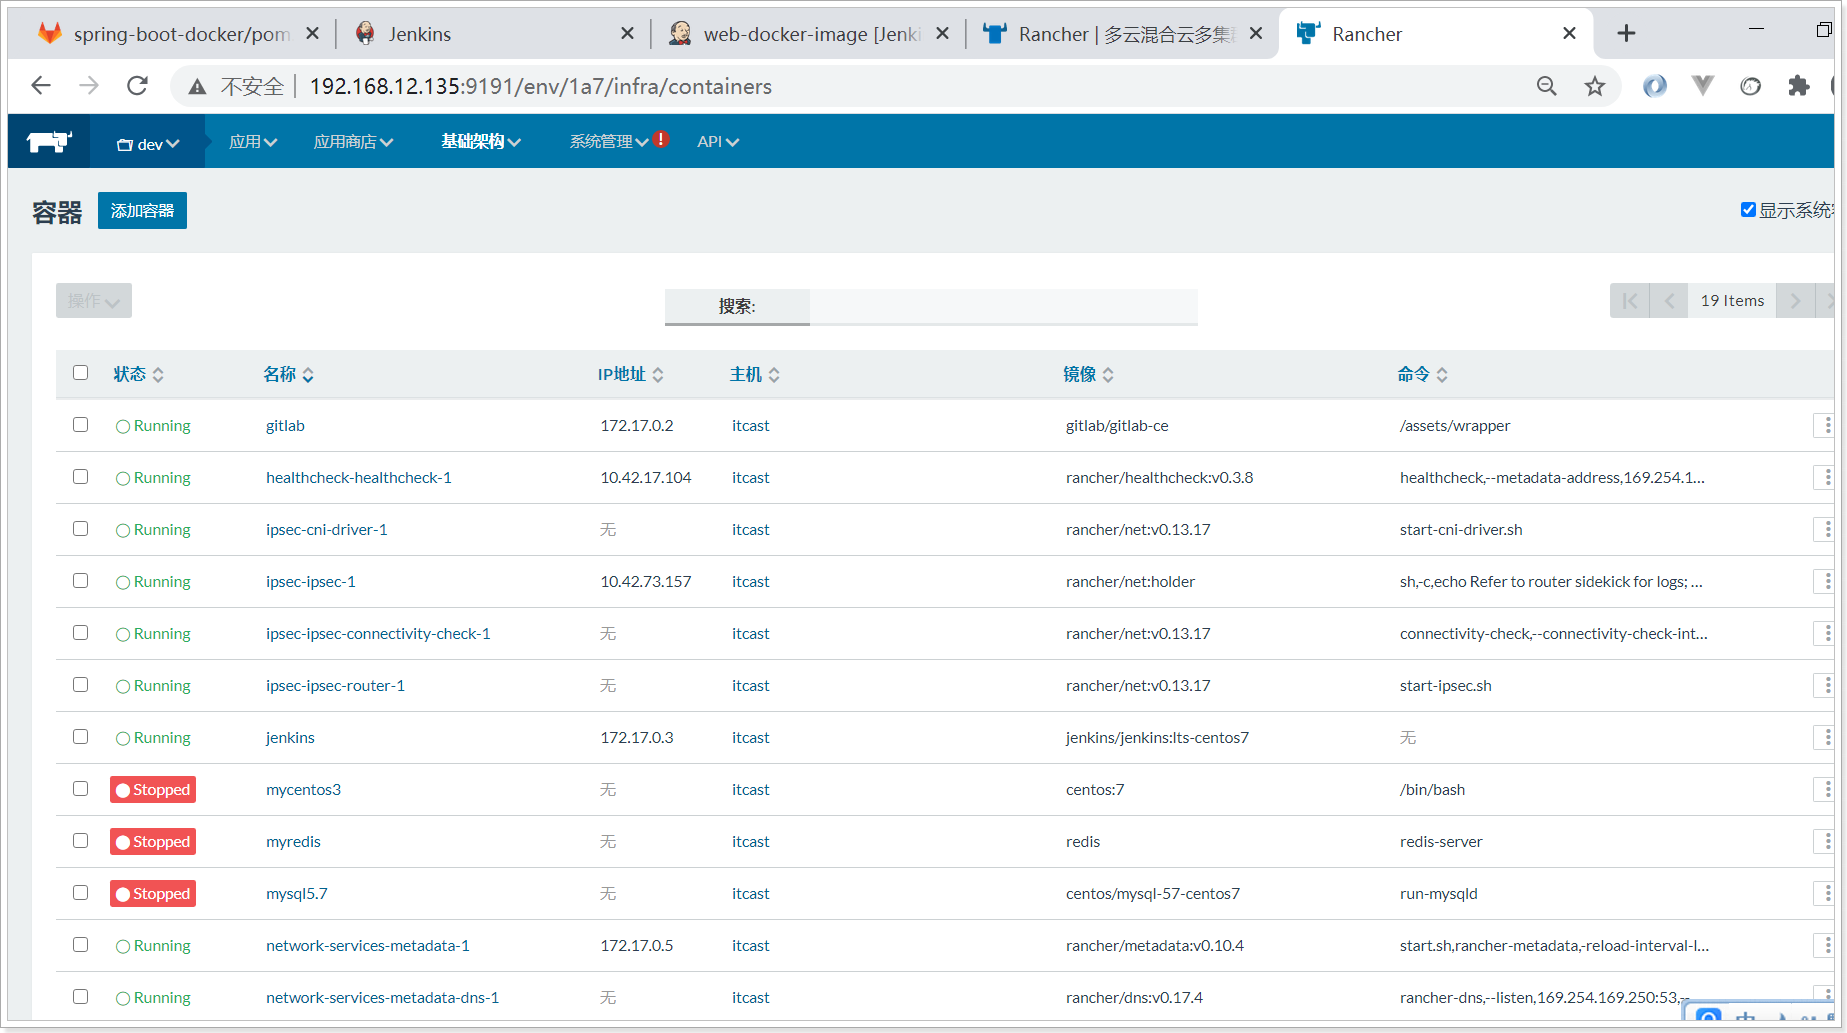 spring-boot-docker/pom
Jenkins
web-docker-image [Jenki
Rancher | 多云混合云多集
Rancher
不安全
192.168.12.135:9191/env/1a7/infra/containers
dev 应用 应用商店 基础架构 系统管理 API
容器 添加容器 显示系统
操作 搜索: 19 Items
状态 名称 IP地址 主机 镜像 命令
Running gitlab 172.17.0.2 itcast gitlab/gitlab-ce /assets/wrapper
Running healthcheck-healthcheck-1 10.42.17.104 itcast rancher/healthcheck:v0.3.8 healthcheck,--metadata-address,169.254.1...
Running ipsec-cni-driver-1 无 itcast rancher/net:v0.13.17 start-cni-driver.sh
Running ipsec-ipsec-1 10.42.73.157 itcast rancher/net:holder sh,-c,echo Refer to router sidekick for logs; ...
Running ipsec-ipsec-connectivity-check-1 无 itcast rancher/net:v0.13.17 connectivity-check,--connectivity-check-int...
Running ipsec-ipsec-router-1 无 itcast rancher/net:v0.13.17 start-ipsec.sh
Running jenkins 172.17.0.3 itcast jenkins/jenkins:lts-centos7 无
Stopped mycentos3 无 itcast centos:7 /bin/bash
Stopped myredis 无 itcast redis redis-server
Stopped mysql5.7 无 itcast centos/mysql-57-centos7 run-mysqld
Running network-services-metadata-1 172.17.0.5 itcast rancher/metadata:v0.10.4 start.sh,rancher-metadata,-reload-interval-l...
Running network-services-metadata-dns-1 无 itcast rancher/dns:v0.17.4 rancher-dns,--listen,169.254.169.250:53,--